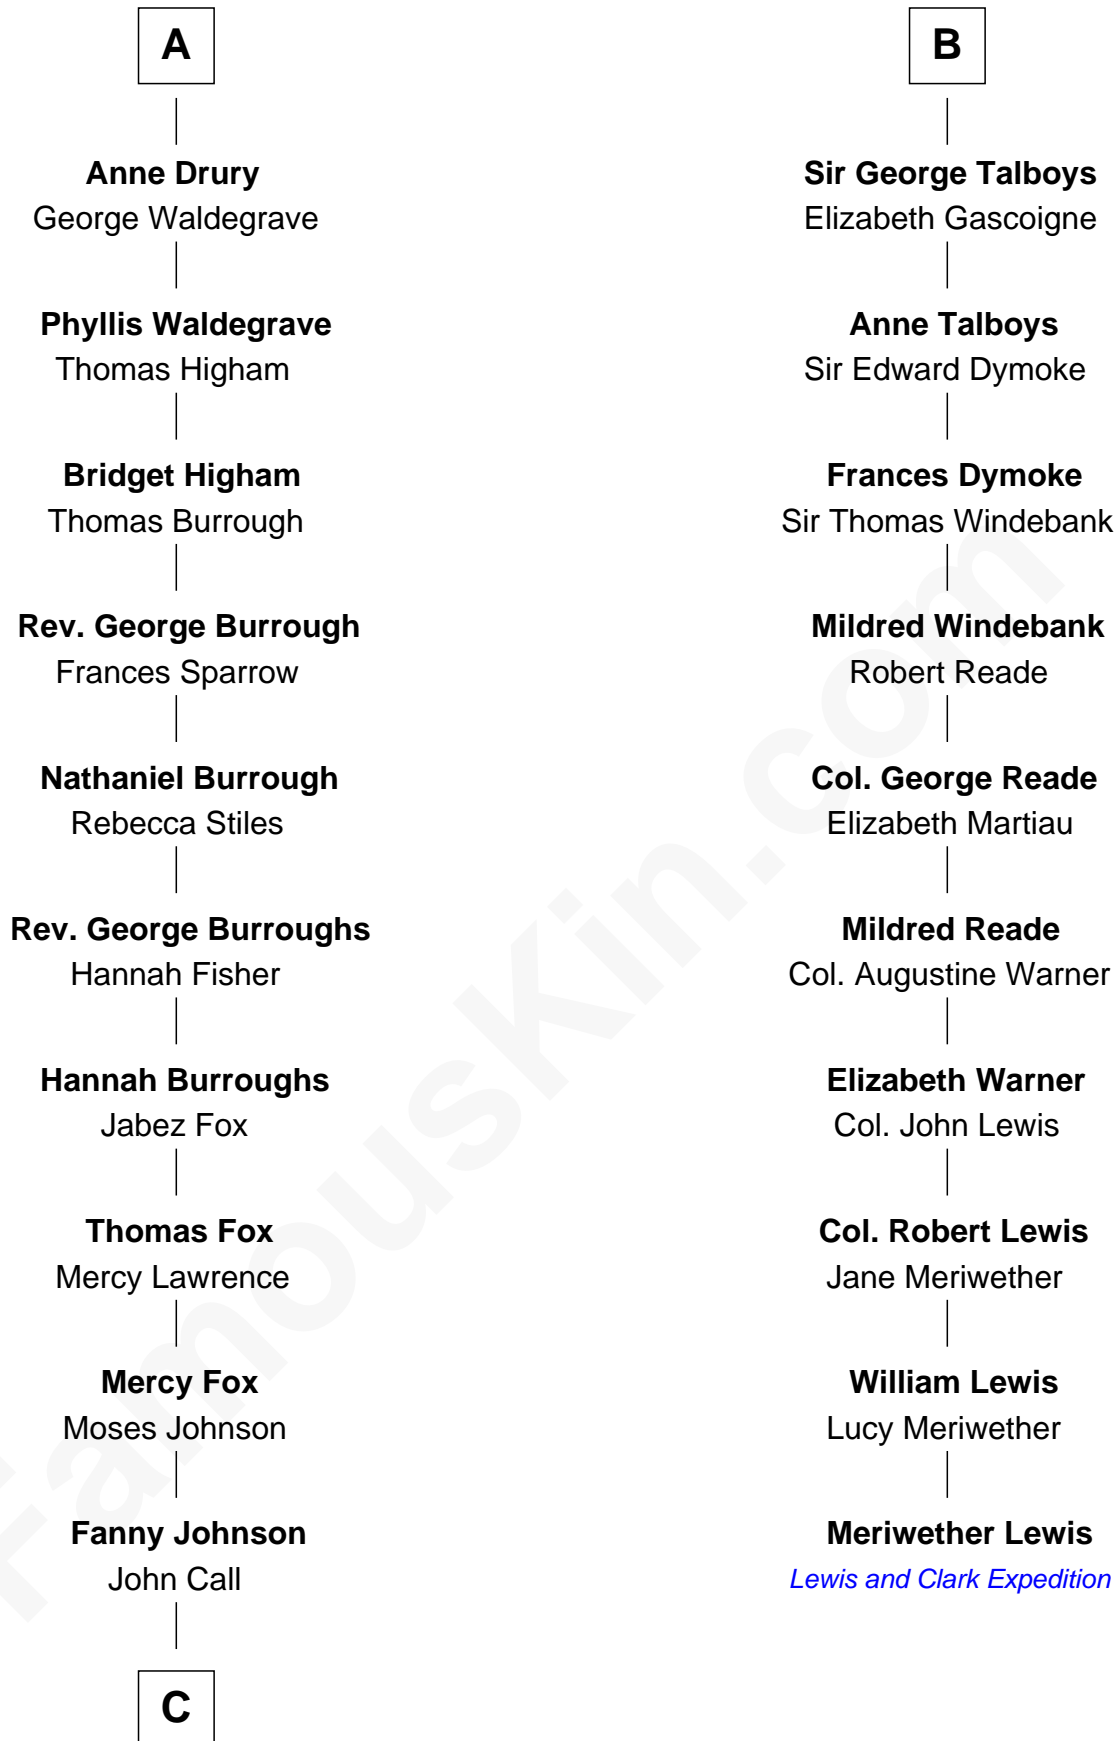 A
Anne Drury
George Waldegrave
Phyllis Waldegrave
Thomas Higham
Bridget Higham
Thomas Burrough
Rev. George Burrough
Frances Sparrow
Nathaniel Burrough
Rebecca Stiles
Rev. George Burroughs
Hannah Fisher
Hannah Burroughs
Jabez Fox
Thomas Fox
Mercy Lawrence
Mercy Fox
Moses Johnson
Fanny Johnson
John Call
C
B
Sir George Talboys
Elizabeth Gascoigne
Anne Talboys
Sir Edward Dymoke
Frances Dymoke
Sir Thomas Windebank
Mildred Windebank
Robert Reade
Col. George Reade
Elizabeth Martiau
Mildred Reade
Col. Augustine Warner
Elizabeth Warner
Col. John Lewis
Col. Robert Lewis
Jane Meriwether
William Lewis
Lucy Meriwether
Meriwether Lewis
Lewis and Clark Expedition
FamousKin.com